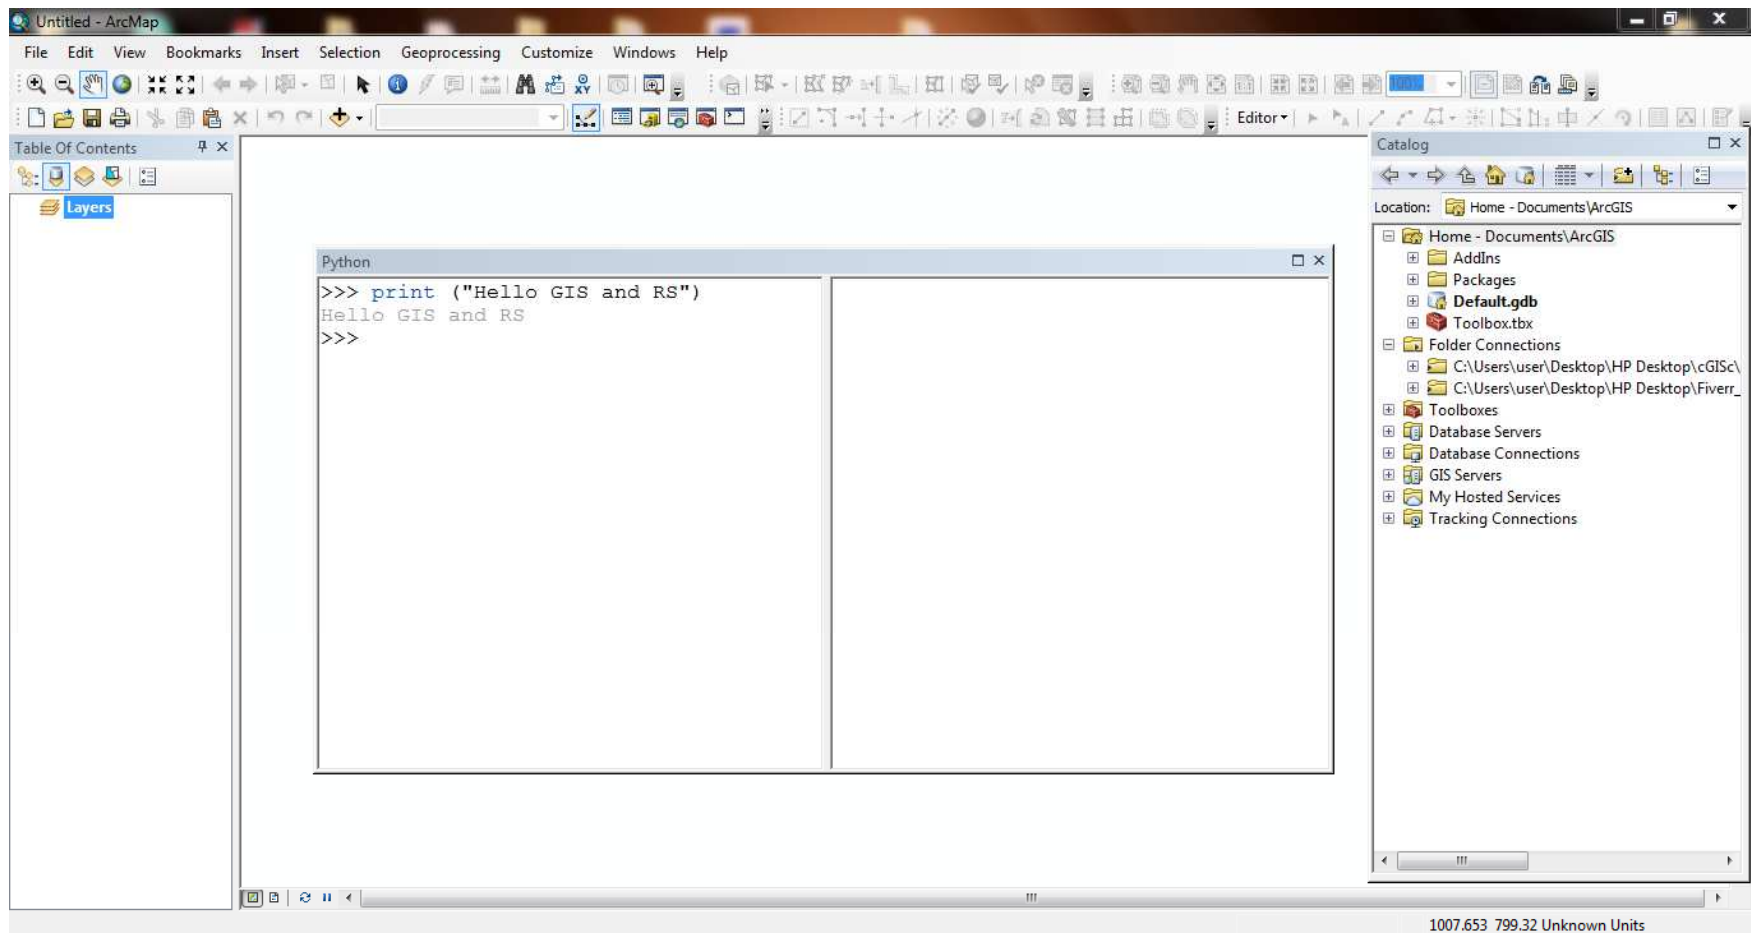 Untitled - ArcMap
File Edit View Bookmarks Insert Selection Geoprocessing Customize Windows Help
100%
Editor
Table Of Contents
Layers
Python
>>> print ("Hello GIS and RS")
Hello GIS and RS
>>>
Catalog
Location: Home - Documents\ArcGIS
Home - Documents\ArcGIS
AddIns
Packages
Default.gdb
Toolbox.tbx
Folder Connections
C:\Users\user\Desktop\HP Desktop\cGISc\
C:\Users\user\Desktop\HP Desktop\Fiverr_
Toolboxes
Database Servers
Database Connections
GIS Servers
My Hosted Services
Tracking Connections
1007.653 799.32 Unknown Units